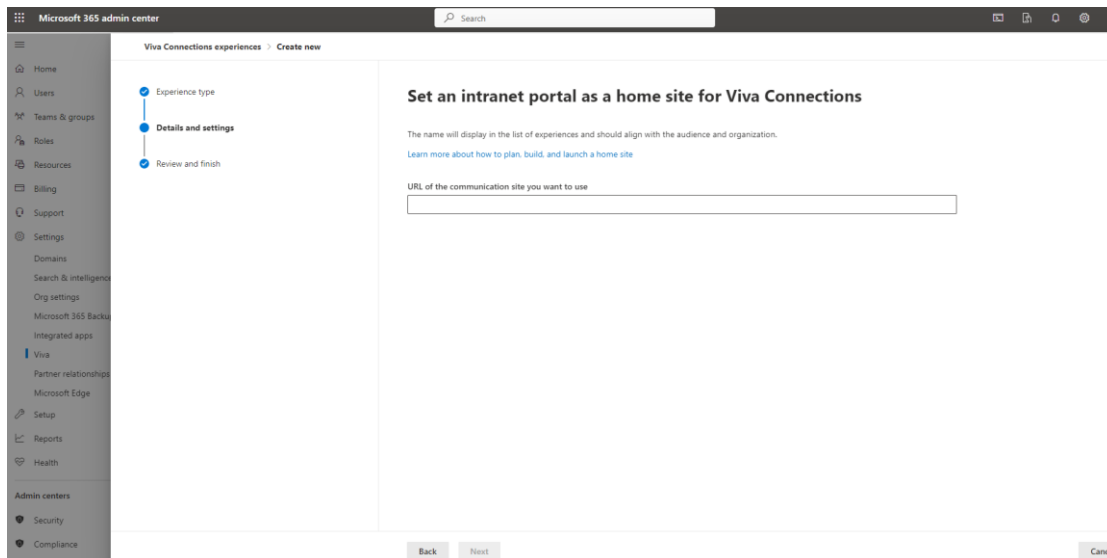 Microsoft 365 admin center
Search
Viva Connections experiences > Create new
Home
Users
Teams & groups
Roles
Resources
Billing
Support
Settings
Domains
Search & intelligence
Org settings
Microsoft 365 Backu
Integrated apps
Viva
Partner relationships
Microsoft Edge
Setup
Reports
Health
Admin centers
Security
Compliance
Experience type
Details and settings
Review and finish
Set an intranet portal as a home site for Viva Connections
The name will display in the list of experiences and should align with the audience and organization.
Learn more about how to plan, build, and launch a home site
URL of the communication site you want to use
Back
Next
Canc